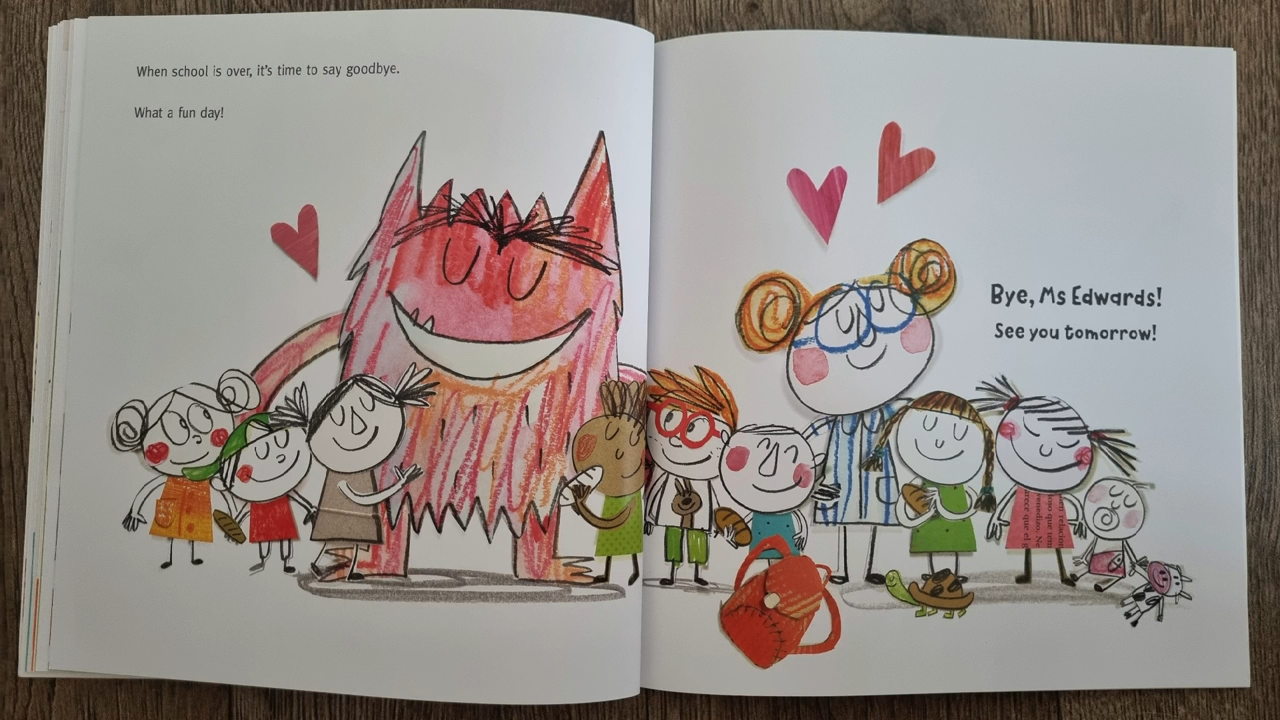 When school is over, it's time to say goodbye.
What a fun day!
Bye, Ms Edwards!
See you tomorrow!